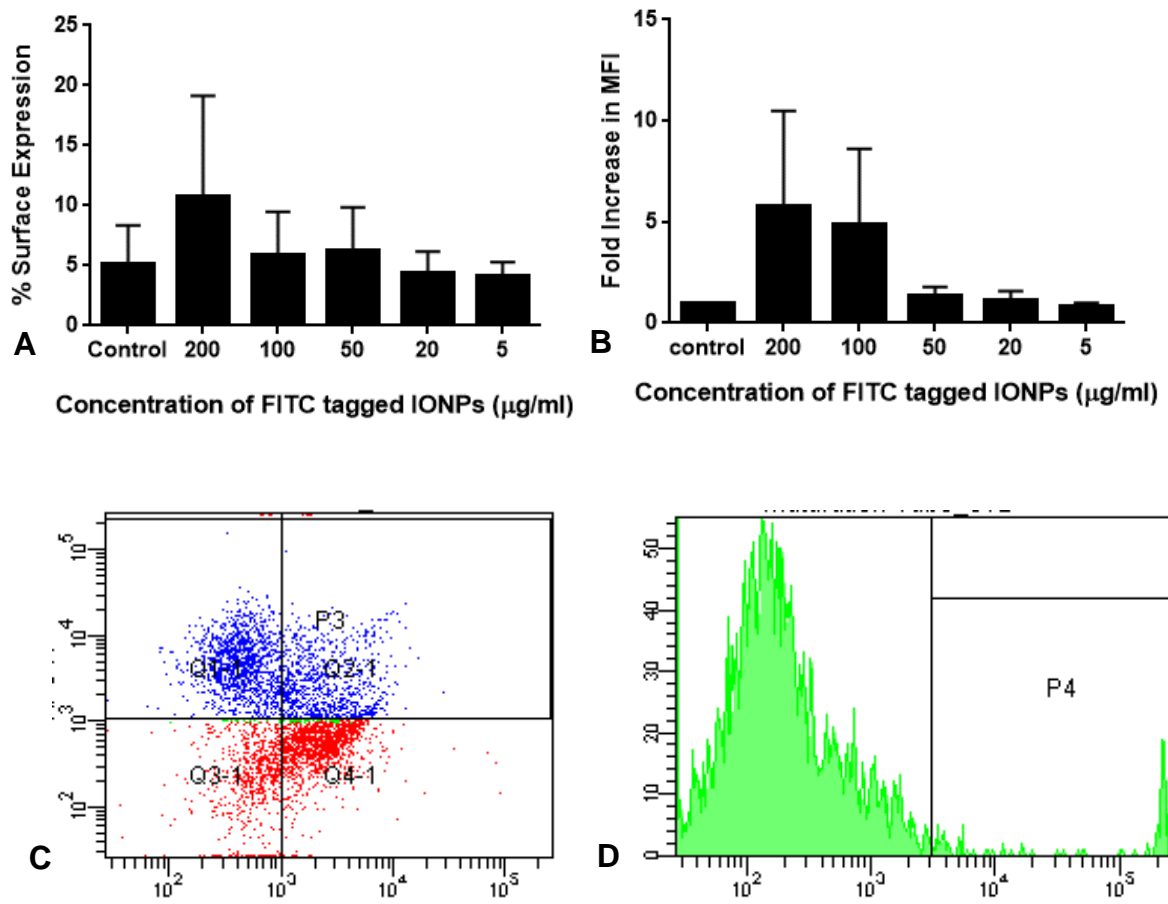 25
20
15
10
5
0
% Surface Expression
Control 200 100 50 20 5
A
Concentration of FITC tagged IONPs (µg/ml)
15
10
5
0
Fold Increase in MFI
control 200 100 50 20 5
B
Concentration of FITC tagged IONPs (µg/ml)
10^5
10^4
10^3
10^2
P3
Q1-1 Q2-1
Q3-1 Q4-1
10^2 10^3 10^4 10^5
C
50
40
30
20
10
0
P4
10^2 10^3 10^4 10^5
D